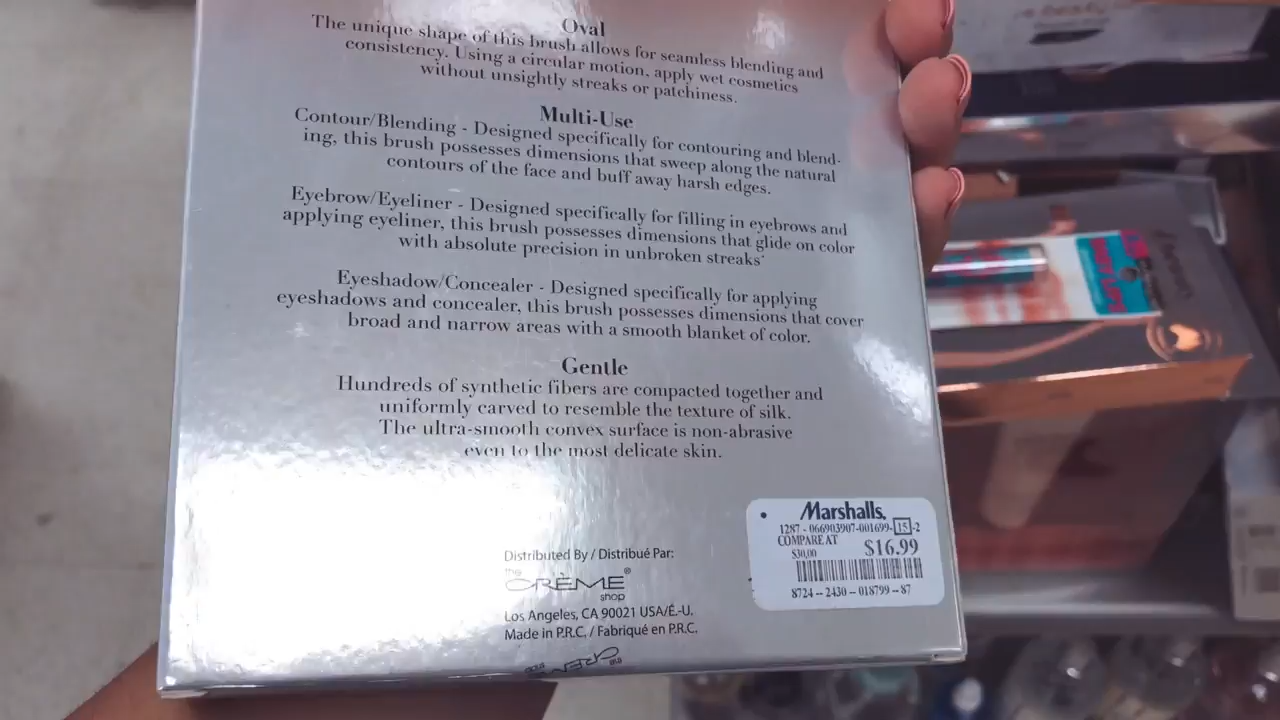 Oval
The unique shape of this brush allows for seamless blending and
consistency. Using a circular motion, apply wet cosmetics
without unsightly streaks or patchiness.
Multi-Use
Contour/Blending - Designed specifically for contouring and blend-
ing, this brush possesses dimensions that sweep along the natural
contours of the face and buff away harsh edges.
Eyebrow/Eyeliner - Designed specifically for filling in eyebrows and
applying eyeliner, this brush possesses dimensions that glide on color
with absolute precision in unbroken streaks
Eyeshadow/Concealer - Designed specifically for applying
eyeshadows and concealer, this brush possesses dimensions that cover
broad and narrow areas with a smooth blanket of color.
Gentle
Hundreds of synthetic fibers are compacted together and
uniformly carved to resemble the texture of silk.
The ultra-smooth convex surface is non-abrasive
even to the most delicate skin.
Marshalls.
1287 - 066903907-001699-15-2
COMPARE AT
$30.00
$16.99
8724 -- 2430 -- 018799 -- 87
Distributed By / Distribué Par:
the
CRÈME®
shop
Los Angeles, CA 90021 USA/É.-U.
Made in P.R.C. / Fabriqué en P.R.C.